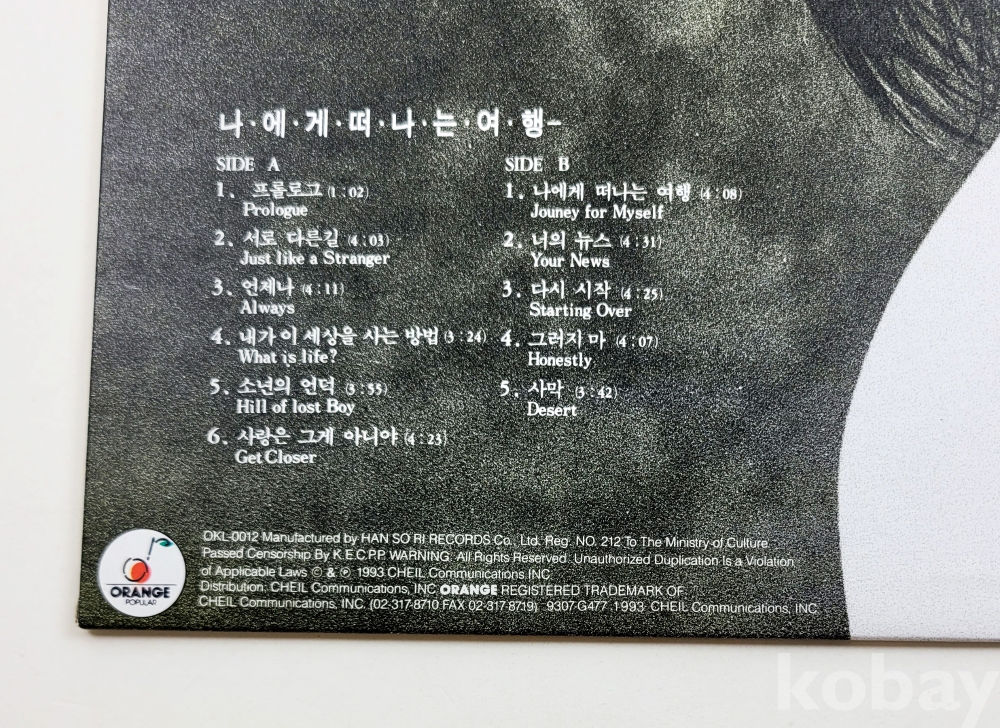 나·에·게·떠·나·는·여·행-
SIDE A
1. 프롤로그 (1:02)
Prologue
2. 서로 다른길 (4:03)
Just like a Stranger
3. 언제나 (4:11)
Always
4. 내가 이 세상을 사는 방법 (3:24)
What is life?
5. 소년의 언덕 (3:55)
Hill of lost Boy
6. 사랑은 그게 아니야 (4:23)
Get Closer
SIDE B
1. 나에게 떠나는 여행 (4:08)
Jouney for Myself
2. 너의 뉴스 (4:31)
Your News
3. 다시 시작 (4:25)
Starting Over
4. 그러지 마 (4:07)
Honestly
5. 사막 (3:42)
Desert
ORANGE
POPULAR
OKL-0012 Manufactured by HAN SO RI RECORDS Co., Ltd. Reg. NO. 212 To The Ministry of Culture.
Passed Censorship By K.E.C.P.P. WARNING: All Rights Reserved. Unauthorized Duplication Is a Violation
of Applicable Laws © & ℗ 1993 CHEIL Communications.INC
Distribution: CHEIL Communications, INC ORANGE REGISTERED TRADEMARK OF
CHEIL Communications, INC. (02-317-8710 FAX 02-317-8719) 9307-G477 1993 CHEIL Communications, INC
kobay